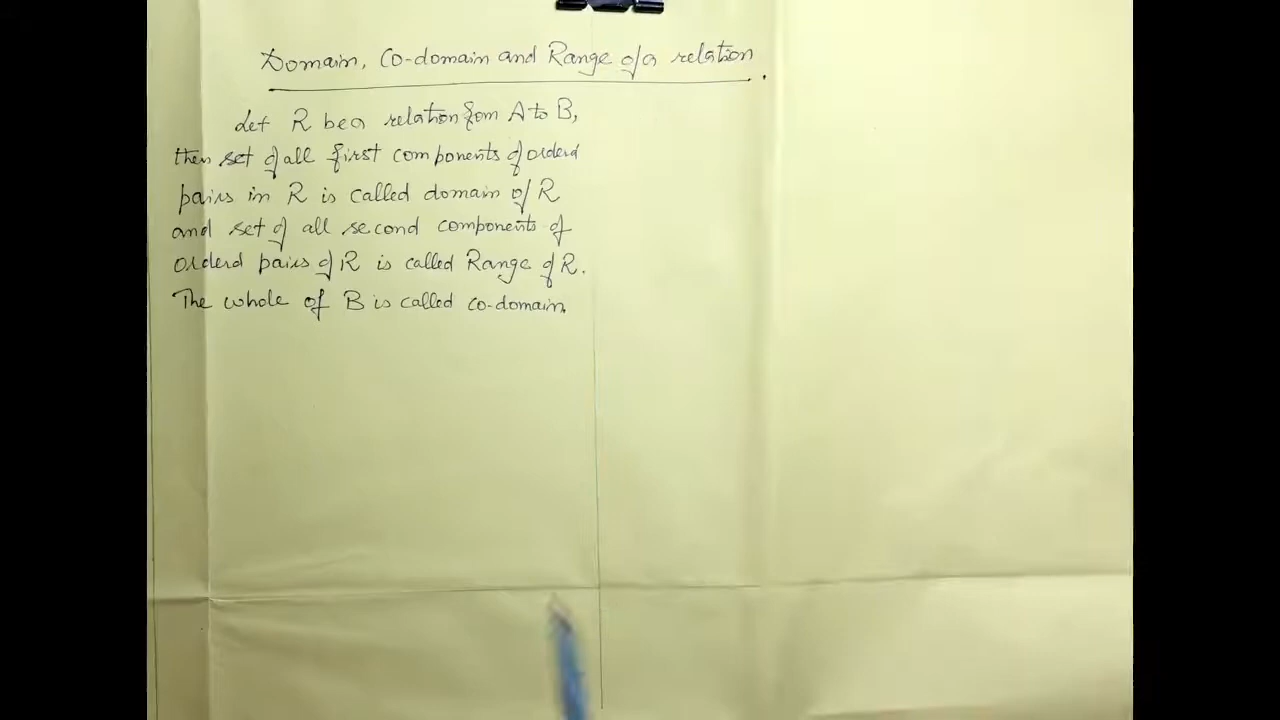 Domain, Co-domain and Range of a relation.
Let R be a relation from A to B,
then set of all first components of orderd
pairs in R is called domain of R
and set of all second components of
orderd pairs of R is called Range of R.
The whole of B is called co-domain.